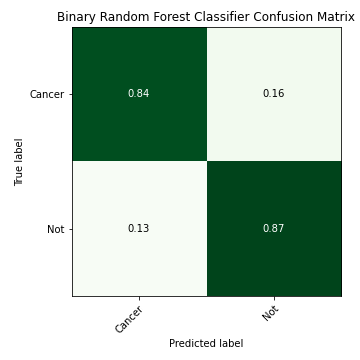 Binary Random Forest Classifier Confusion Matrix
Cancer
0.84
0.16
True label
Not
0.13
0.87
Cancer
Not
Predicted label